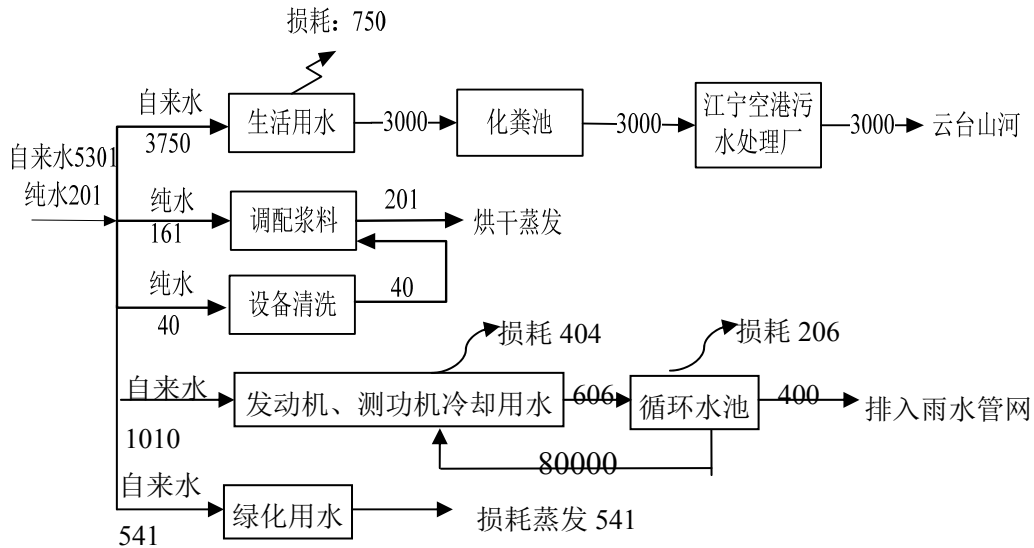 损耗：750
自来水
3750
生活用水
3000
化粪池
3000
江宁空港污
水处理厂
3000
云台山河
自来水5301
纯水201
纯水
161
调配浆料
201
烘干蒸发
纯水
40
设备清洗
40
损耗 404
损耗 206
自来水
1010
发动机、测功机冷却用水
606
循环水池
400
排入雨水管网
80000
自来水
541
绿化用水
损耗蒸发 541